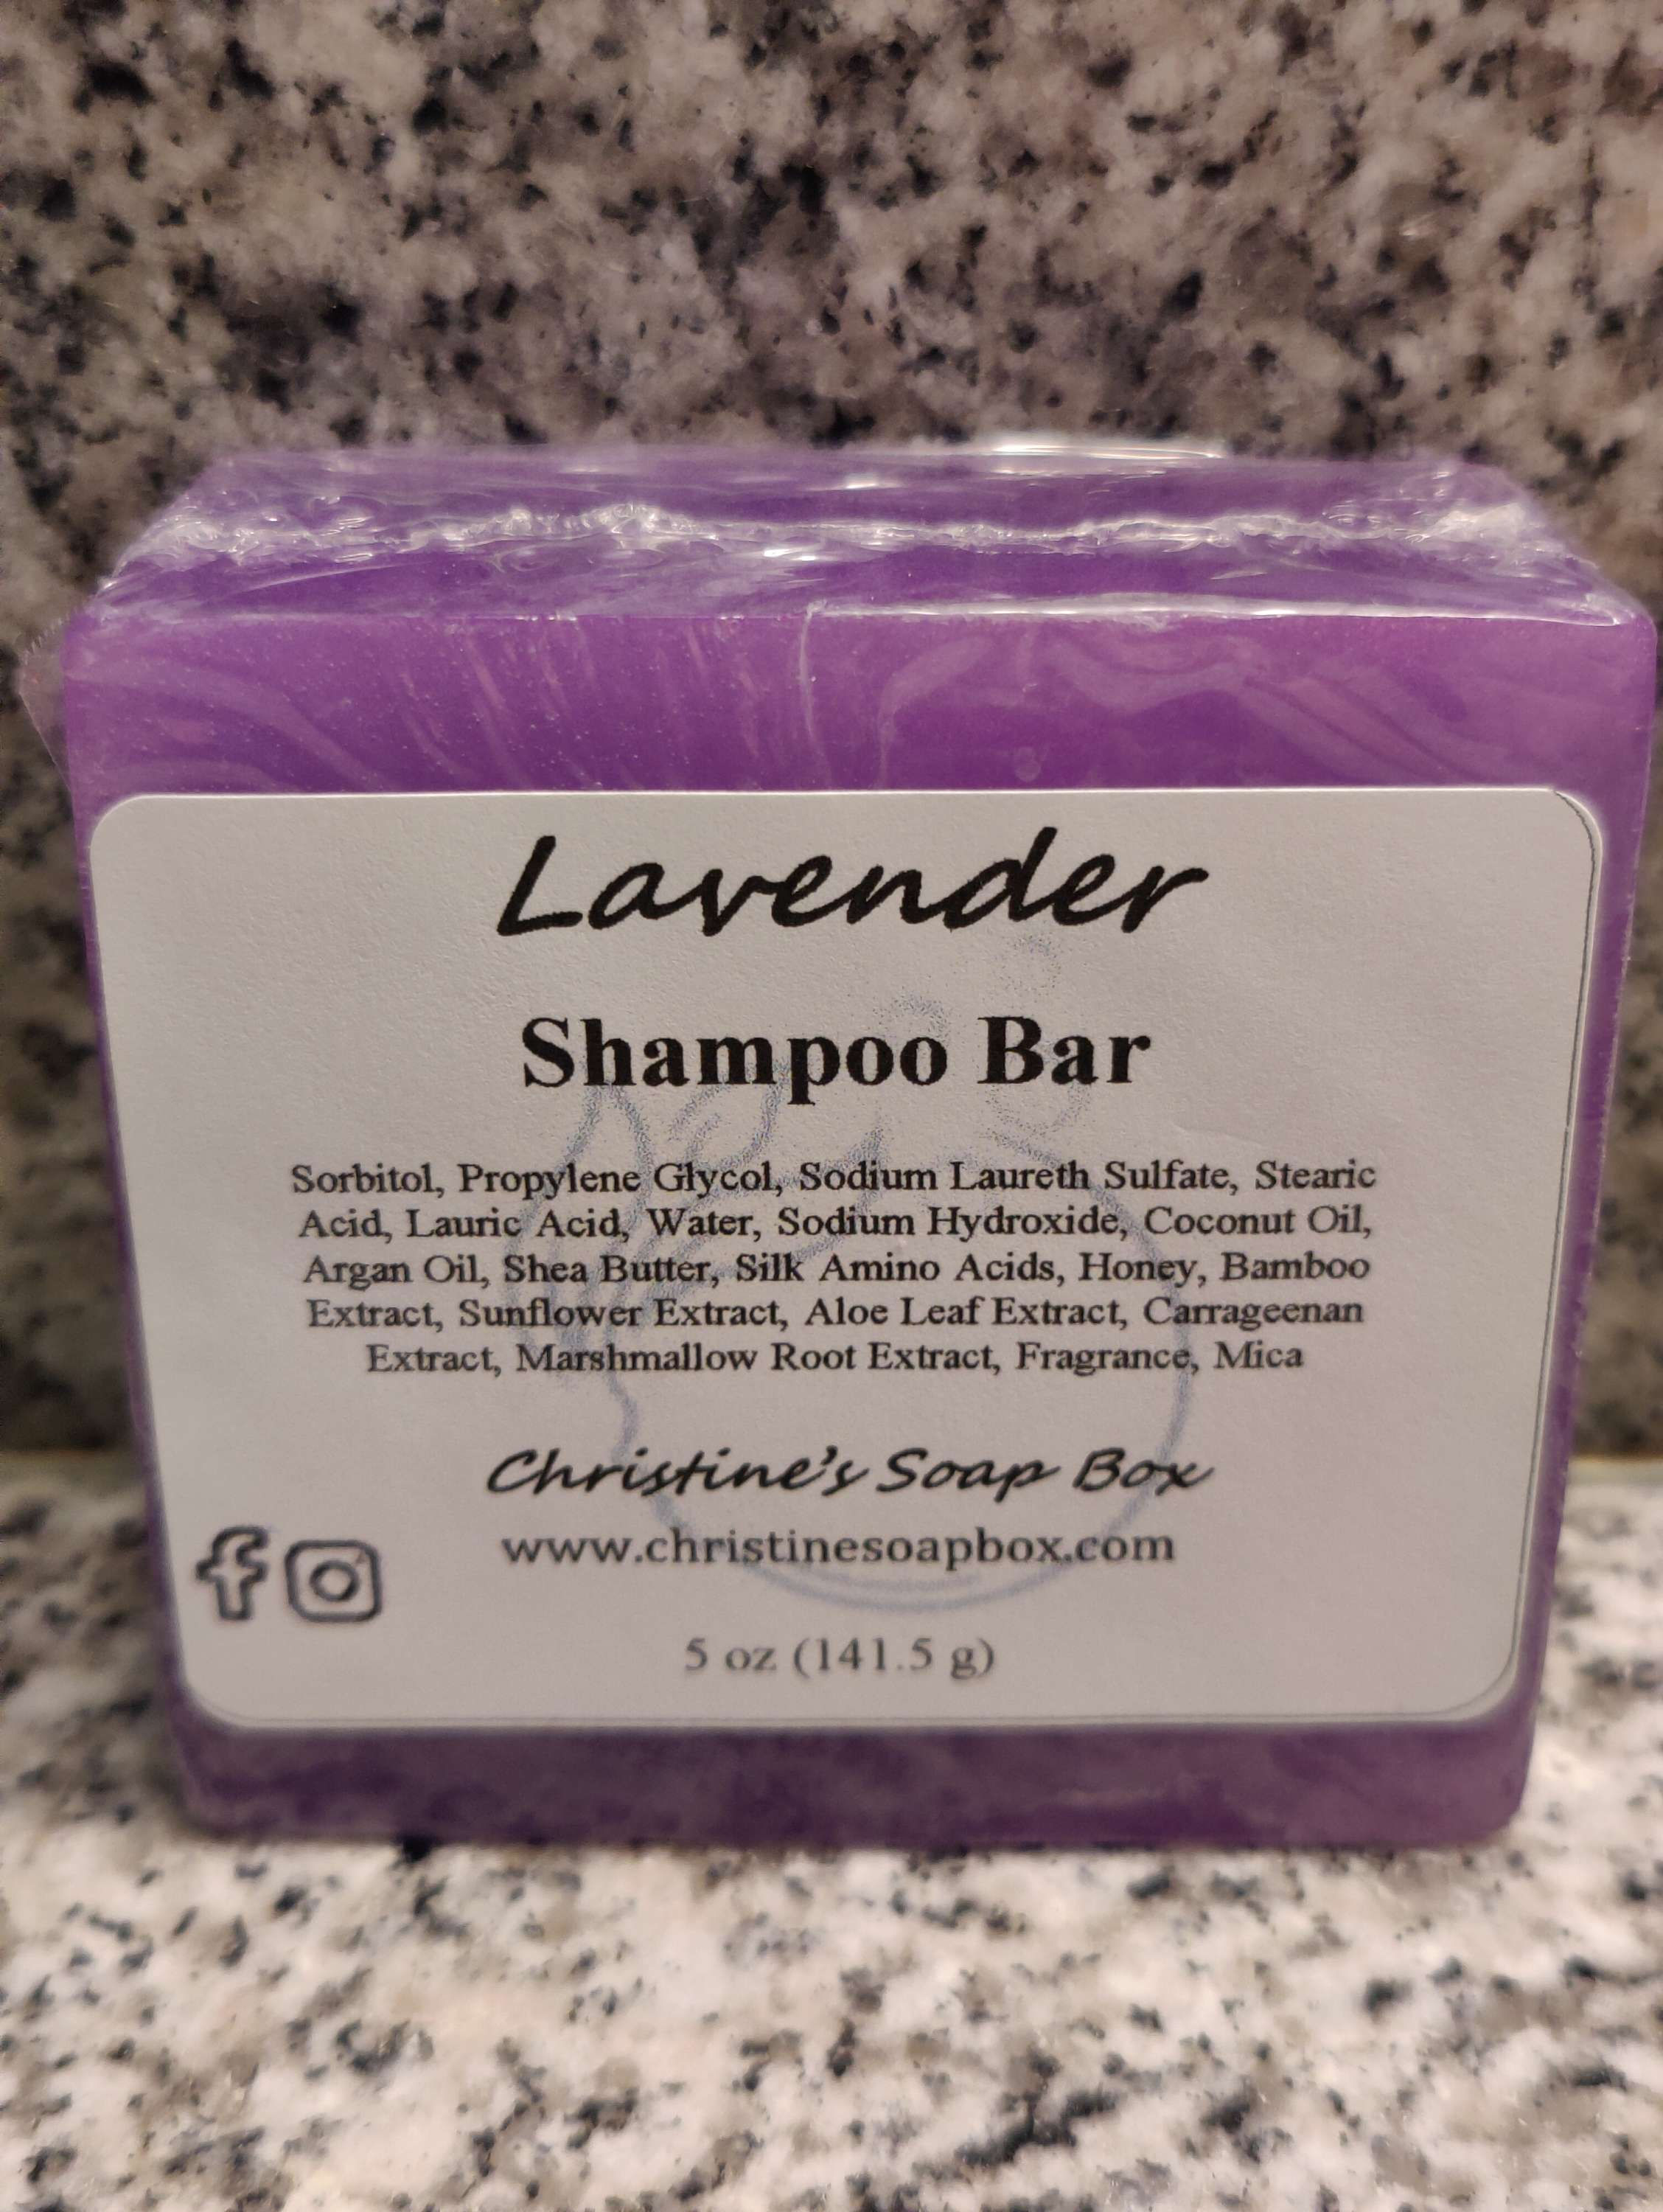 Lavender
Shampoo Bar
Sorbitol, Propylene Glycol, Sodium Laureth Sulfate, Stearic
Acid, Lauric Acid, Water, Sodium Hydroxide, Coconut Oil,
Argan Oil, Shea Butter, Silk Amino Acids, Honey, Bamboo
Extract, Sunflower Extract, Aloe Leaf Extract, Carrageenan
Extract, Marshmallow Root Extract, Fragrance, Mica
Christine's Soap Box
www.christinesoapbox.com
5 oz (141.5 g)